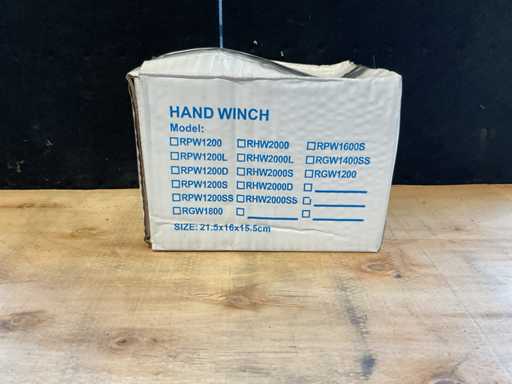 HAND WINCH
Model:
☐RPW1200 ☐RHW2000 ☐RPW1600S
☐RPW1200L ☐RHW2000L ☐RGW1400SS
☐RPW1200D ☐RHW2000S ☐RGW1200
☐RPW1200S ☐RHW2000D ☐
☐RPW1200SS ☐RHW2000SS ☐
☐RGW1800 ☐ ☐
SIZE: 21.5x16x15.5cm